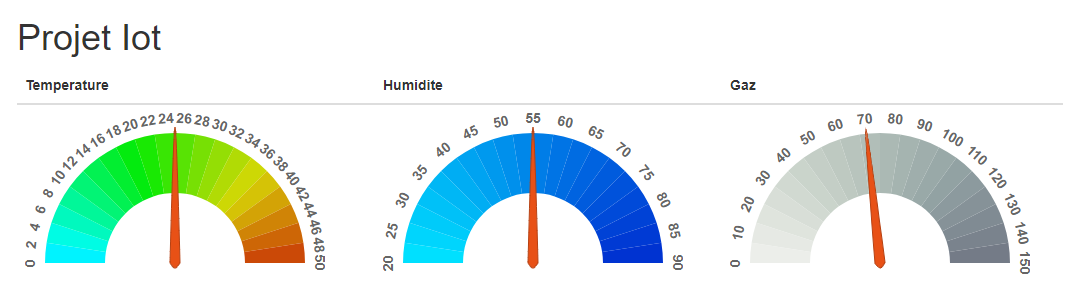 Projet Iot
Temperature Humidite Gaz
0 2 4 6 8 10 12 14 16 18 20 22 24 26 28 30 32 34 36 38 40 42 44 46 48 50
20 25 30 35 40 45 50 55 60 65 70 75 80 85 90
0 10 20 30 40 50 60 70 80 90 100 110 120 130 140 150